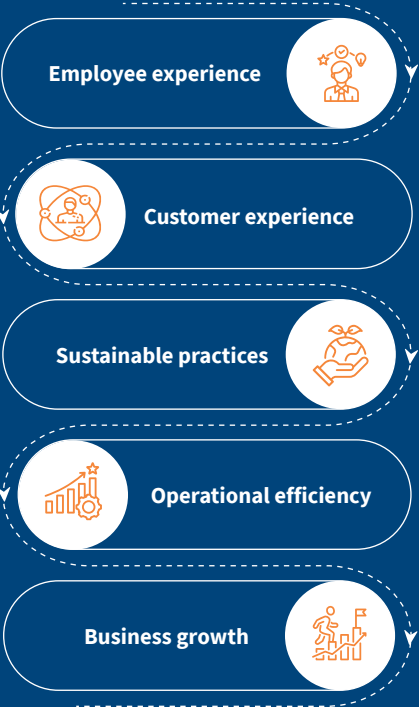 Employee experience
Customer experience
Sustainable practices
Operational efficiency
Business growth